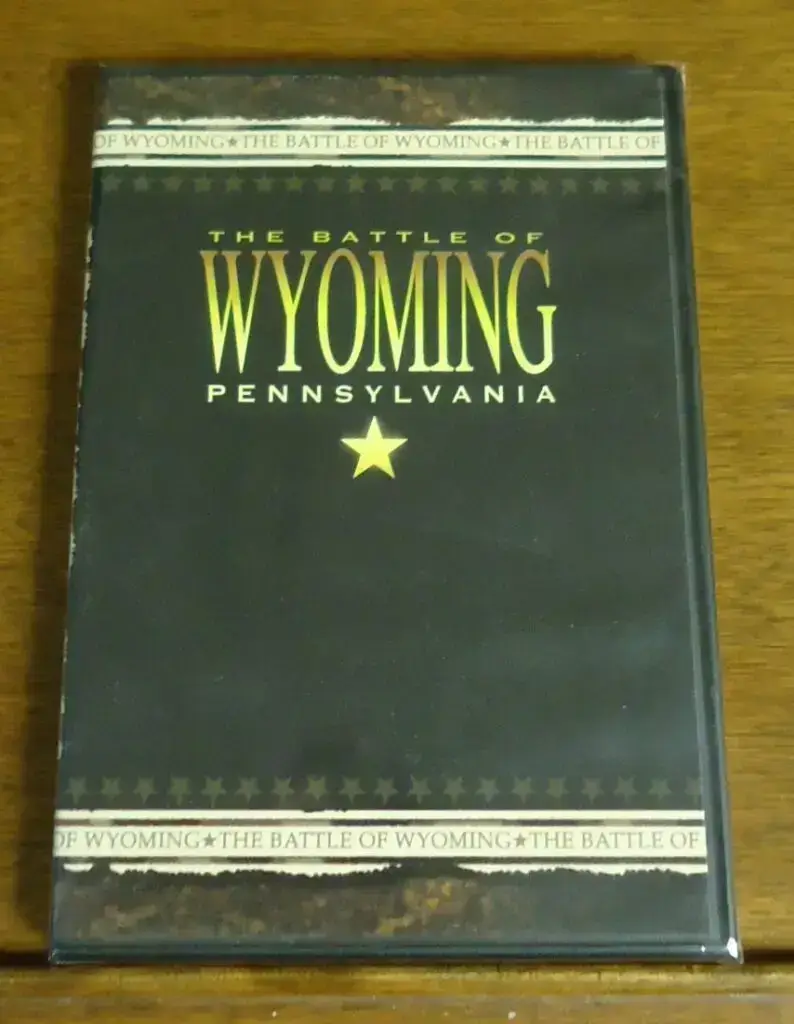 OF WYOMING★THE BATTLE OF WYOMING★THE BATTLE OF
THE BATTLE OF
WYOMING
PENNSYLVANIA
OF WYOMING★THE BATTLE OF WYOMING★THE BATTLE OF